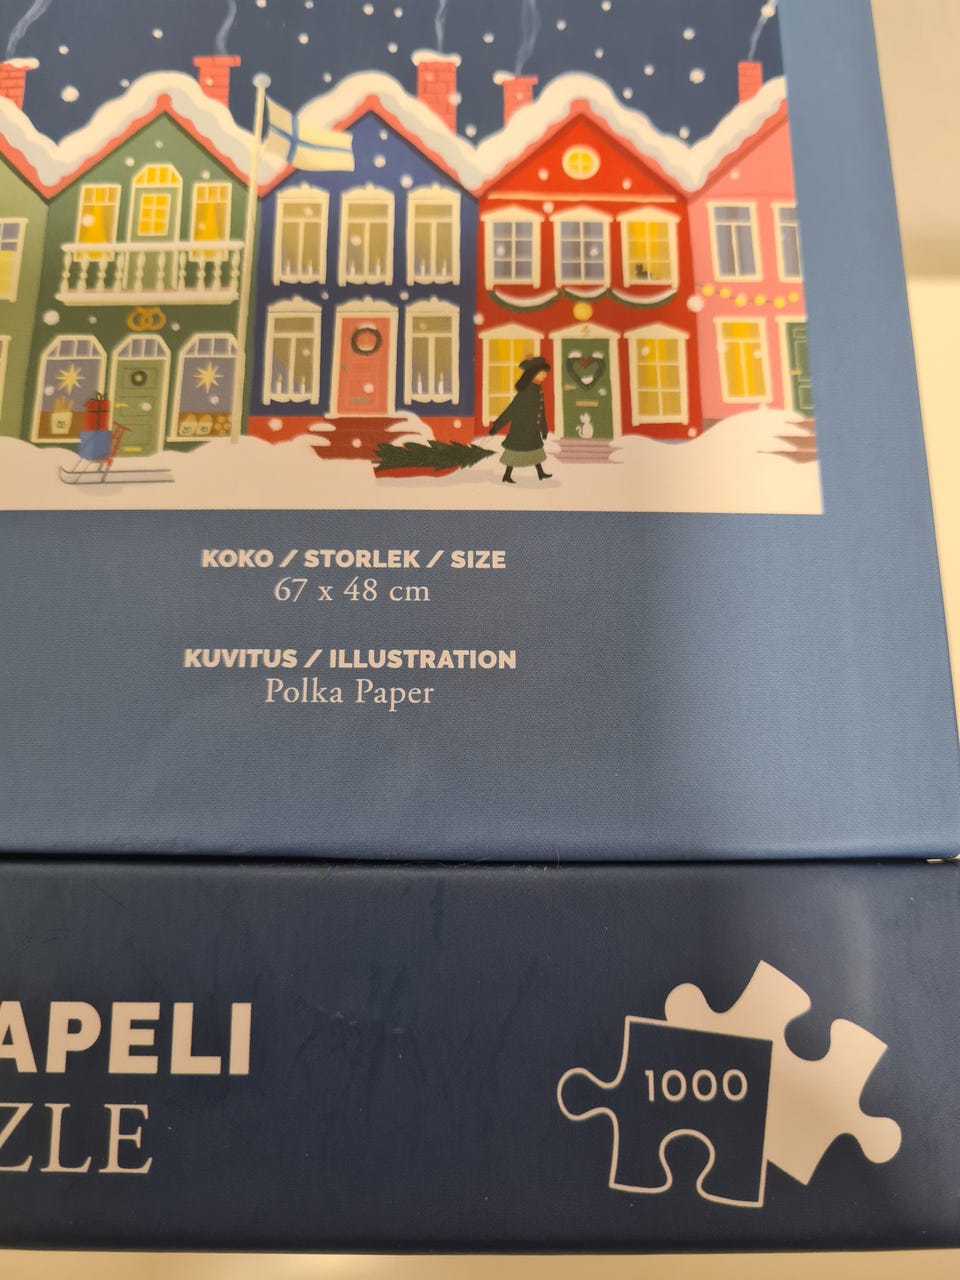 KOKO / STORLEK / SIZE
67 x 48 cm
KUVITUS / ILLUSTRATION
Polka Paper
APELI
ZLE
1000